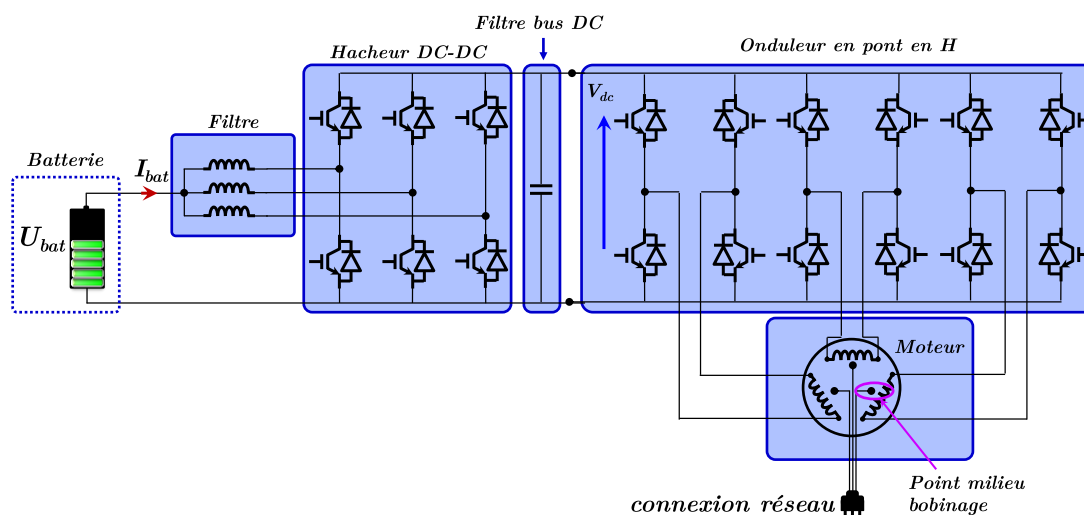 Filtre bus DC
Hacheur DC-DC
Onduleur en pont en H
Filtre
V_dc
Batterie
I_bat
U_bat
Moteur
Point milieu
bobinage
connexion réseau